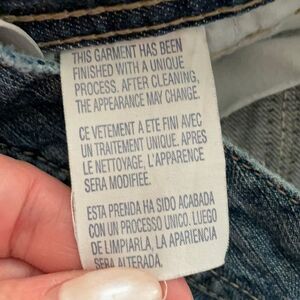 THIS GARMENT HAS BEEN
FINISHED WITH A UNIQUE
PROCESS. AFTER CLEANING,
THE APPEARANCE MAY CHANGE.
CE VETEMENT A ETE FINI AVEC
UN TRAITEMENT UNIQUE. APRES
LE NETTOYAGE, L'APPARENCE
SERA MODIFIEE.
ESTA PRENDA HA SIDO ACABADA
CON UN PROCESO UNICO. LUEGO
DE LIMPIARLA, LA APARIENCIA
SERA ALTERADA.